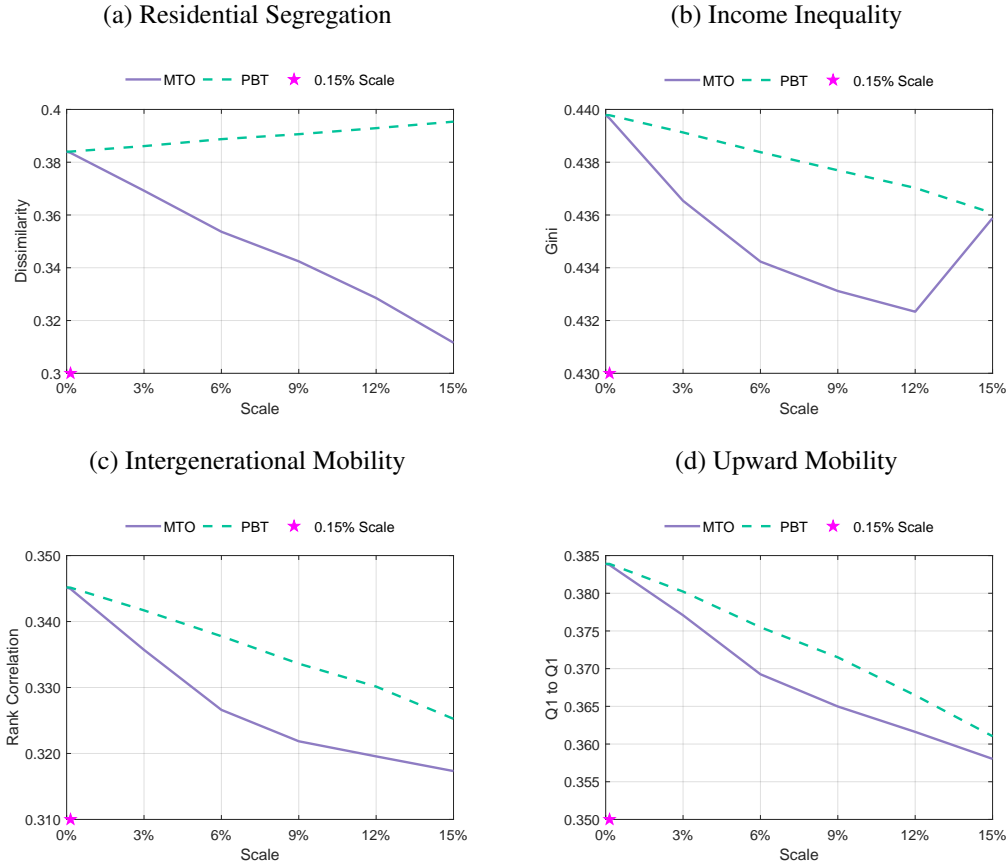 (a) Residential Segregation
MTO PBT 0.15% Scale
0.4
0.38
0.36
0.34
0.32
0.3
Dissimilarity
0% 3% 6% 9% 12% 15%
Scale
(b) Income Inequality
MTO PBT 0.15% Scale
0.440
0.438
0.436
0.434
0.432
0.430
Gini
0% 3% 6% 9% 12% 15%
Scale
(c) Intergenerational Mobility
MTO PBT 0.15% Scale
0.350
0.340
0.330
0.320
0.310
Rank Correlation
0% 3% 6% 9% 12% 15%
Scale
(d) Upward Mobility
MTO PBT 0.15% Scale
0.385
0.380
0.375
0.370
0.365
0.360
0.355
0.350
Q1 to Q1
0% 3% 6% 9% 12% 15%
Scale